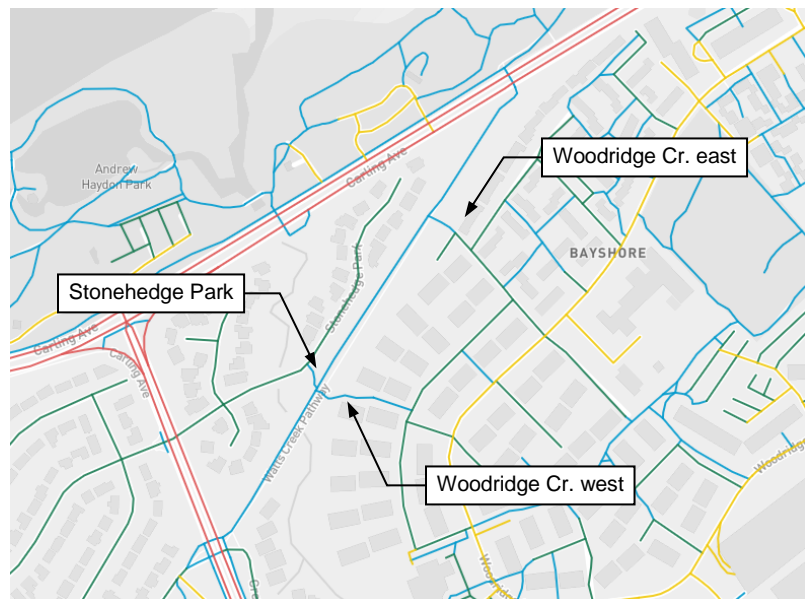 Andrew
Haydon Park
Carling Ave
Woodridge Cr. east
BAYSHORE
Stonehedge Park
Stonehedge Park
Carling Ave
Carling Ave
Watts Creek Pathway
Woodridge Cr. west
Woodridge
Woodridge